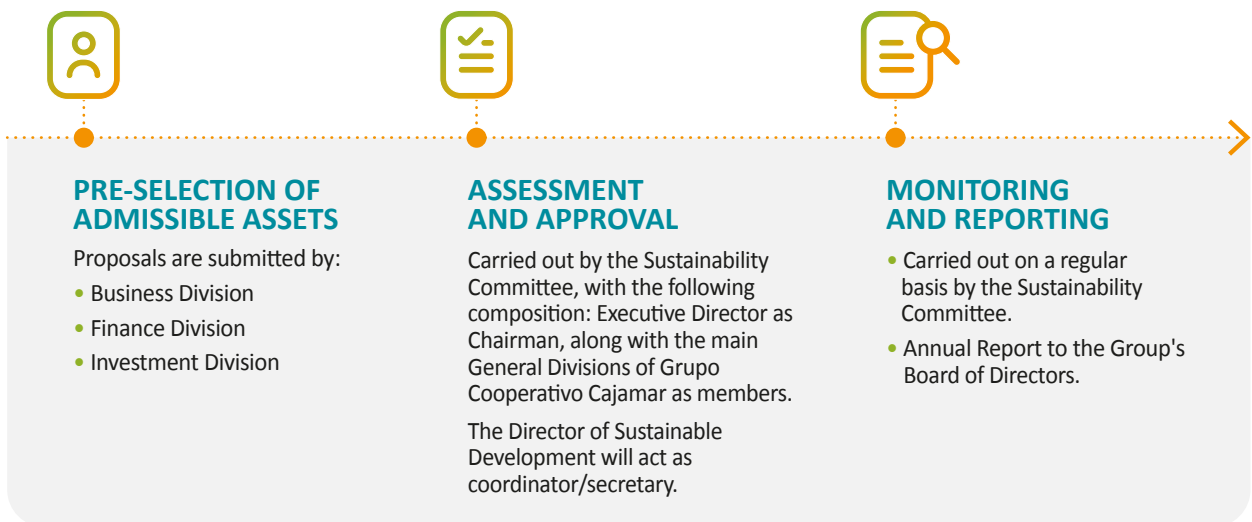 PRE-SELECTION OF
ADMISSIBLE ASSETS
Proposals are submitted by:
• Business Division
• Finance Division
• Investment Division
ASSESSMENT
AND APPROVAL
Carried out by the Sustainability
Committee, with the following
composition: Executive Director as
Chairman, along with the main
General Divisions of Grupo
Cooperativo Cajamar as members.
The Director of Sustainable
Development will act as
coordinator/secretary.
MONITORING
AND REPORTING
• Carried out on a regular
basis by the Sustainability
Committee.
• Annual Report to the Group's
Board of Directors.